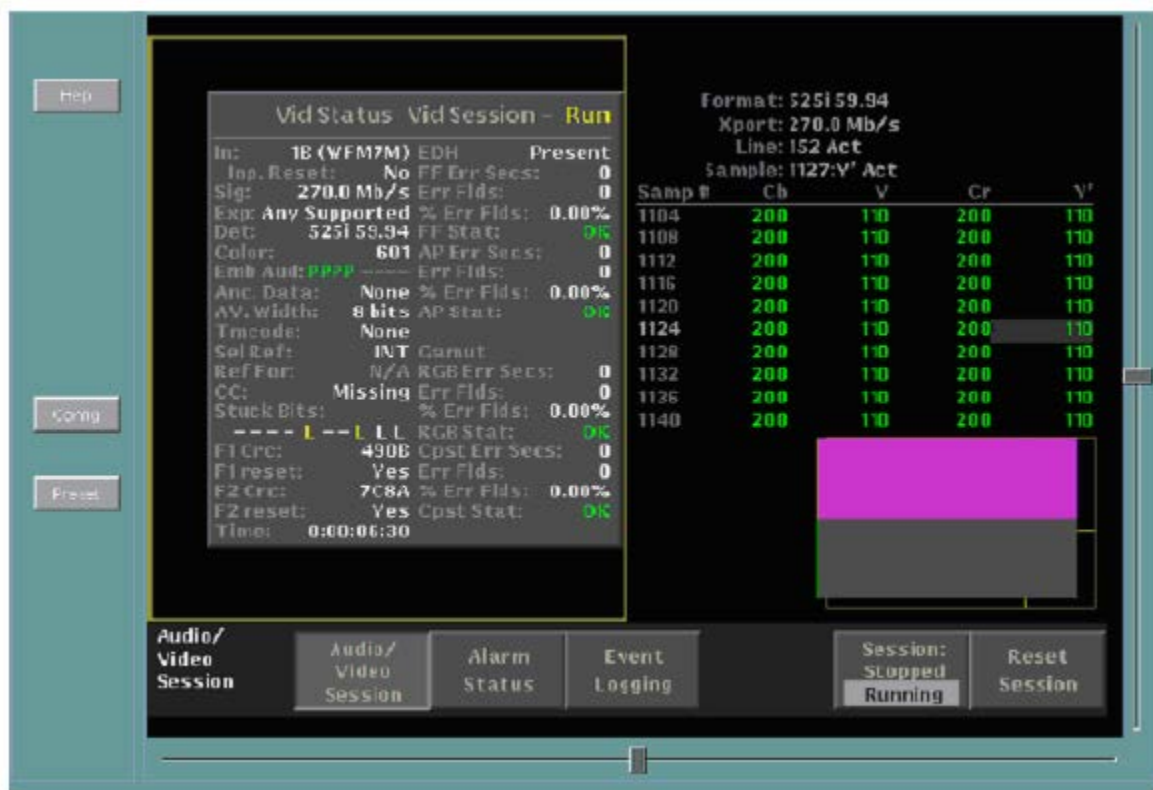 Help
Config
Preset
Vid Status Vid Session - Run
In: 1B (WFM7M) EDH Present
Inp. Reset: No FF Err Secs: 0
Sig: 270.0 Mb/s Err Flds: 0
Exp: Any Supported % Err Flds: 0.00%
Det: 525i 59.94 FF Stat: OK
Color: 601 AP Err Secs: 0
Emb Aud: PPPP ---- Err Flds: 0
Anc. Data: None % Err Flds: 0.00%
AV. Width: 8 bits AP Stat: OK
Tmcode: None
Sel Ref: INT Gamut
Ref For: N/A RGB Err Secs: 0
CC: Missing Err Flds: 0
Stuck Bits: % Err Flds: 0.00%
---- L --L L L RGB Stat: OK
F1 Crc: 490B Cpst Err Secs: 0
F1 reset: Yes Err Flds: 0
F2 Crc: 7C8A % Err Flds: 0.00%
F2 reset: Yes Cpst Stat: OK
Time: 0:00:06:30
Format: 525i 59.94
Xport: 270.0 Mb/s
Line: 152 Act
Sample: 1127:Y' Act
Samp # Cb Y Cr Y'
1104 200 110 200 110
1108 200 110 200 110
1112 200 110 200 110
1116 200 110 200 110
1120 200 110 200 110
1124 200 110 200 110
1128 200 110 200 110
1132 200 110 200 110
1136 200 110 200 110
1140 200 110 200 110
Audio/
Video
Session
Audio/
Video
Session
Alarm
Status
Event
Logging
Session:
Stopped
Running
Reset
Session